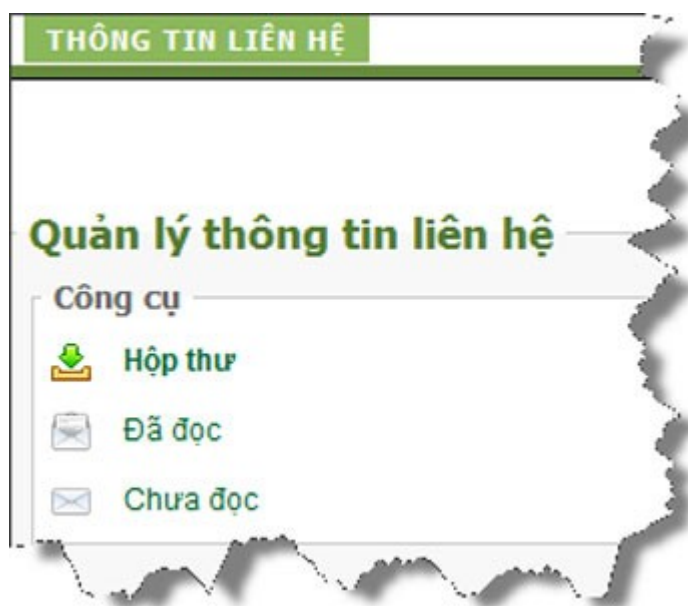 THÔNG TIN LIÊN HỆ
Quản lý thông tin liên hệ
Công cụ
Hộp thư
Đã đọc
Chưa đọc